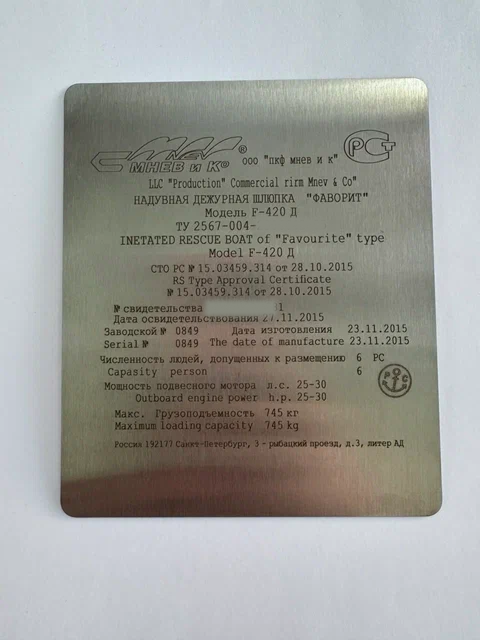 МНЕВ и К® ® ООО "ПКФ МНЕВ И К" РСТ
LLC "Production" Commercial rirm Mnev & Co"
НАДУВНАЯ ДЕЖУРНАЯ ШЛЮПКА "ФАВОРИТ"
Модель F-420 Д
ТУ 2567-004-
INETATED RESCUE BOAT of "Favourite" type
Model F-420 Д
СТО РС № 15.03459.314 от 28.10.2015
RS Type Approval Certificate
№ 15.03459.314 от 28.10.2015
№ свидетельства 1
Дата освидетельствования 27.11.2015
Заводской № 0849 Дата изготовления 23.11.2015
Serial № 0849 The date of manufacture 23.11.2015
Численность людей, допущенных к размещению 6 РС
Capasity person 6
Мощность подвесного мотора л.с. 25-30
Outboard engine power h.p. 25-30
Макс. Грузоподъемность 745 кг
Maximum loading capacity 745 kg
Россия 192177 Санкт-Петербург, 3 - рыбацкий проезд, д.3, литер АД